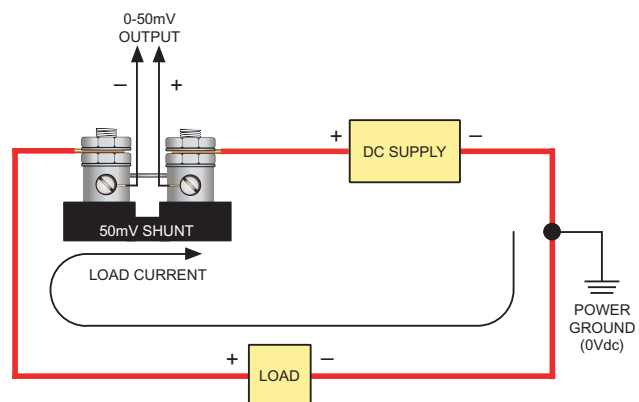 0-50mV
OUTPUT
– +
+ DC SUPPLY –
50mV SHUNT
LOAD CURRENT
POWER
GROUND
(0Vdc)
+ LOAD –